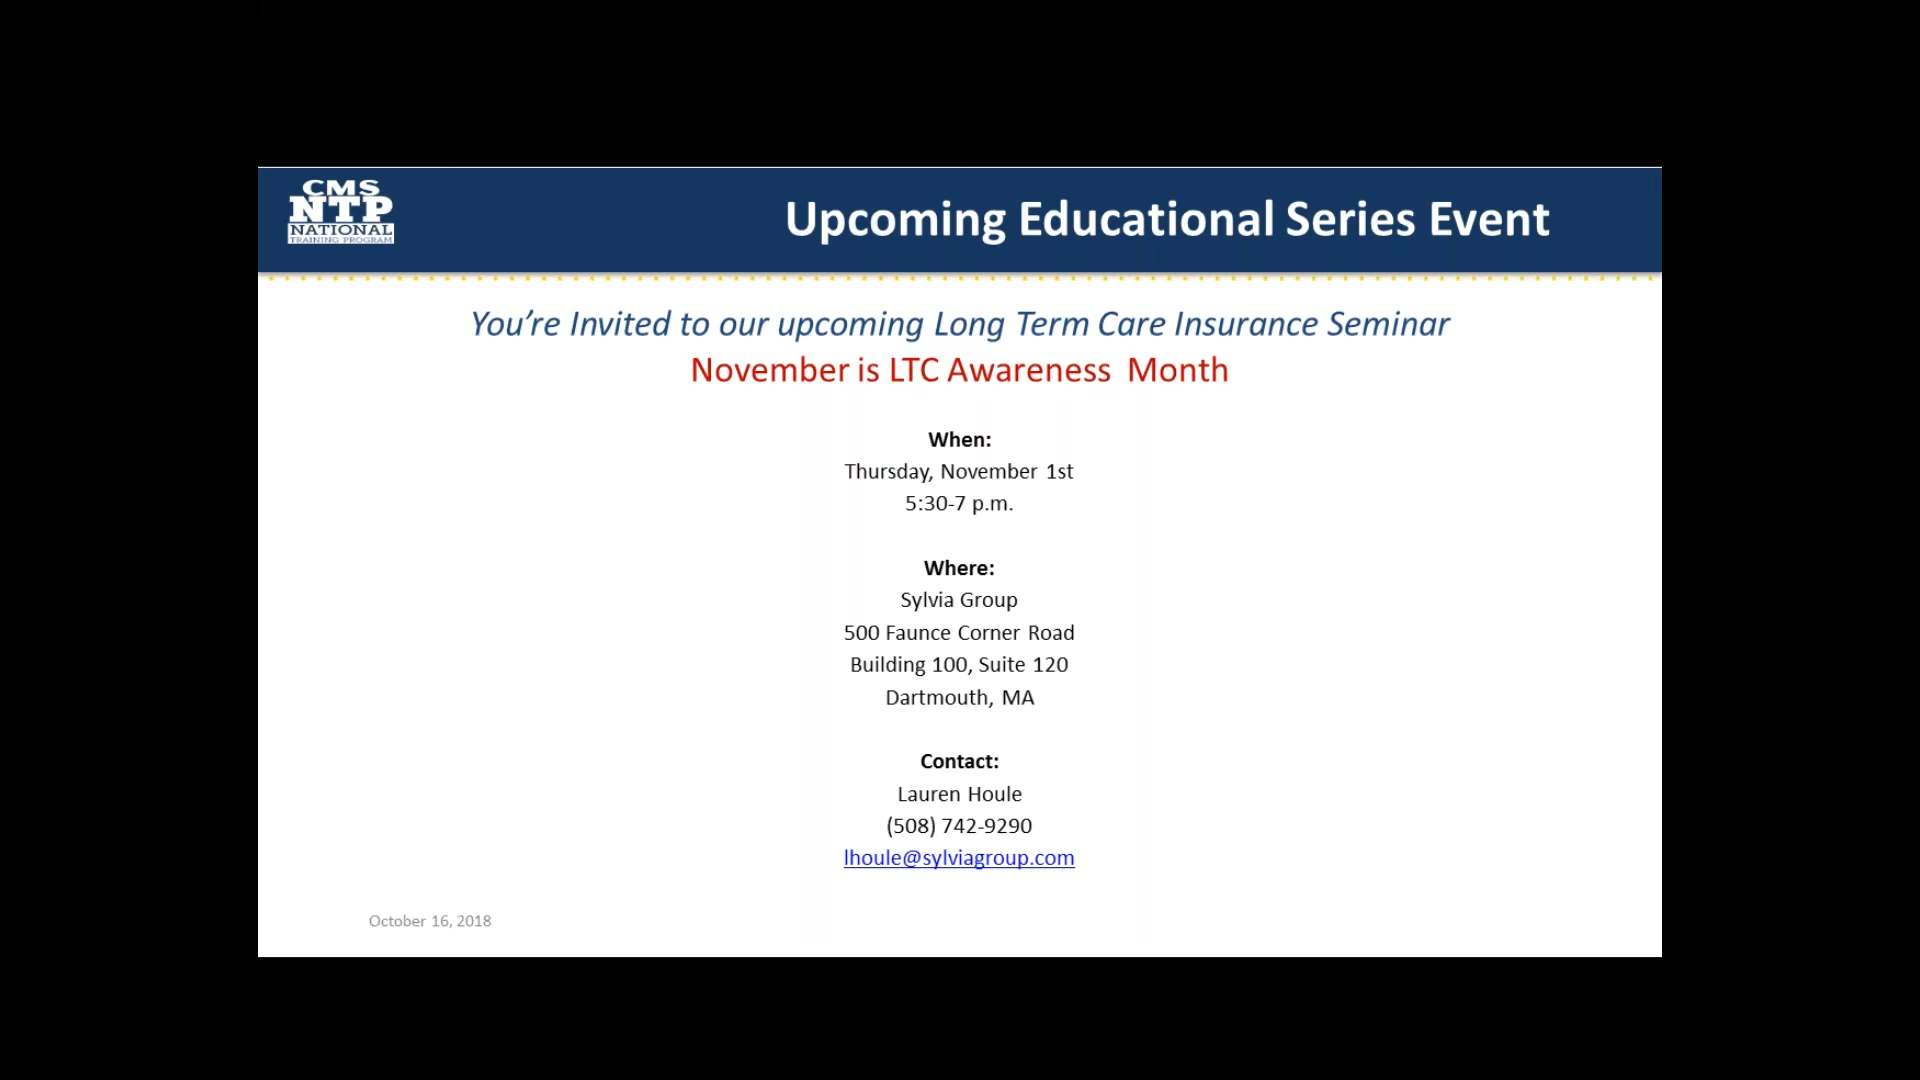 CMS
NTP
NATIONAL
TRAINING PROGRAM
Upcoming Educational Series Event
You're Invited to our upcoming Long Term Care Insurance Seminar
November is LTC Awareness Month
When:
Thursday, November 1st
5:30-7 p.m.
Where:
Sylvia Group
500 Faunce Corner Road
Building 100, Suite 120
Dartmouth, MA
Contact:
Lauren Houle
(508) 742-9290
lhoule@sylviagroup.com
October 16, 2018